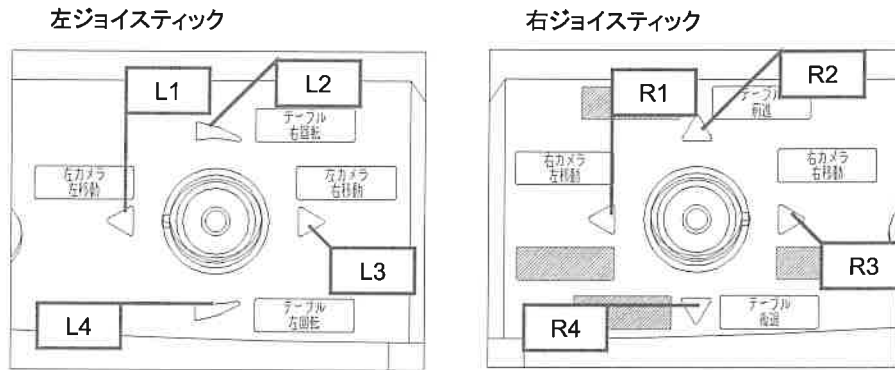 左ジョイスティック
右ジョイスティック
L1
L2
テーブル
右回転
左カメラ
左移動
左カメラ
右移動
L3
L4
テーブル
左回転
R1
R2
テーブル
前進
右カメラ
左移動
右カメラ
右移動
R3
R4
テーブル
後退